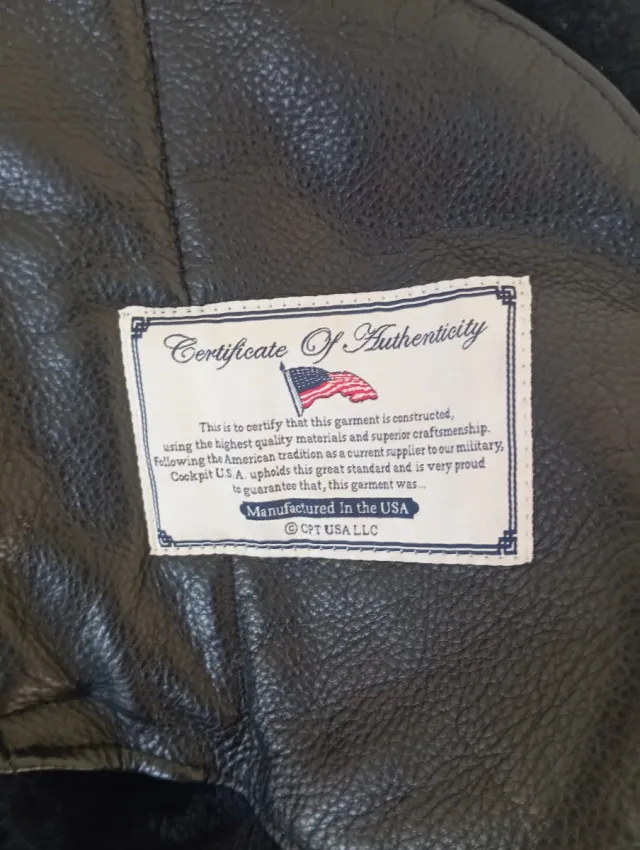 Certificate Of Authenticity
This is to certify that this garment is constructed,
using the highest quality materials and superior craftsmenship.
Following the American tradition as a current supplier to our military,
Cockpit U.S.A. upholds this great standard and is very proud
to guarantee that, this garment was...
Manufactured In the USA
© CPT USA LLC